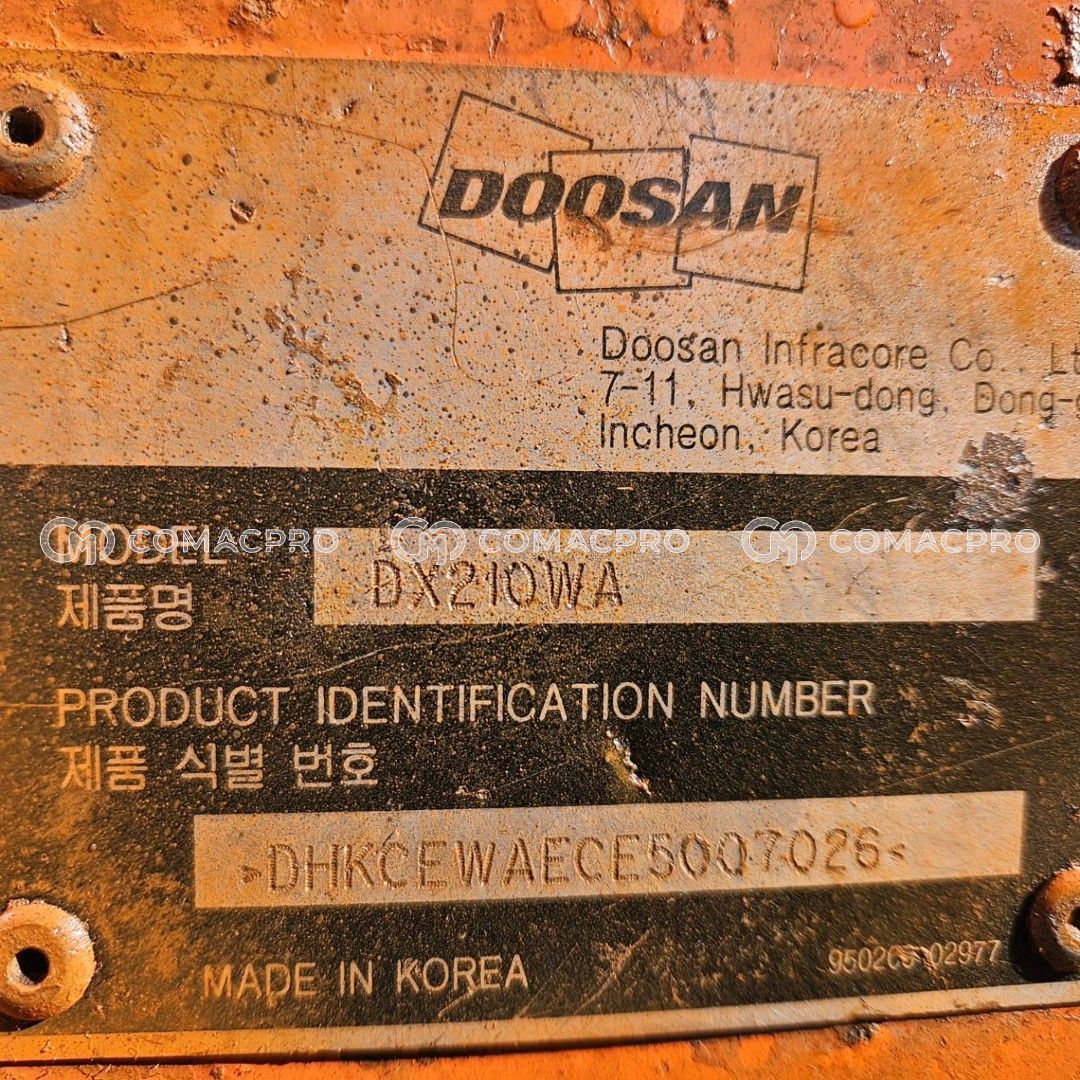 DOOSAN
Doosan Infracore Co., Lt
7-11, Hwasu-dong, Dong-g
Incheon, Korea
MODEL
제품명
DX210WA
COMACPRO COMACPRO COMACPRO
PRODUCT IDENTIFICATION NUMBER
제품 식별 번호
DHKCEWAECE5007026
MADE IN KOREA